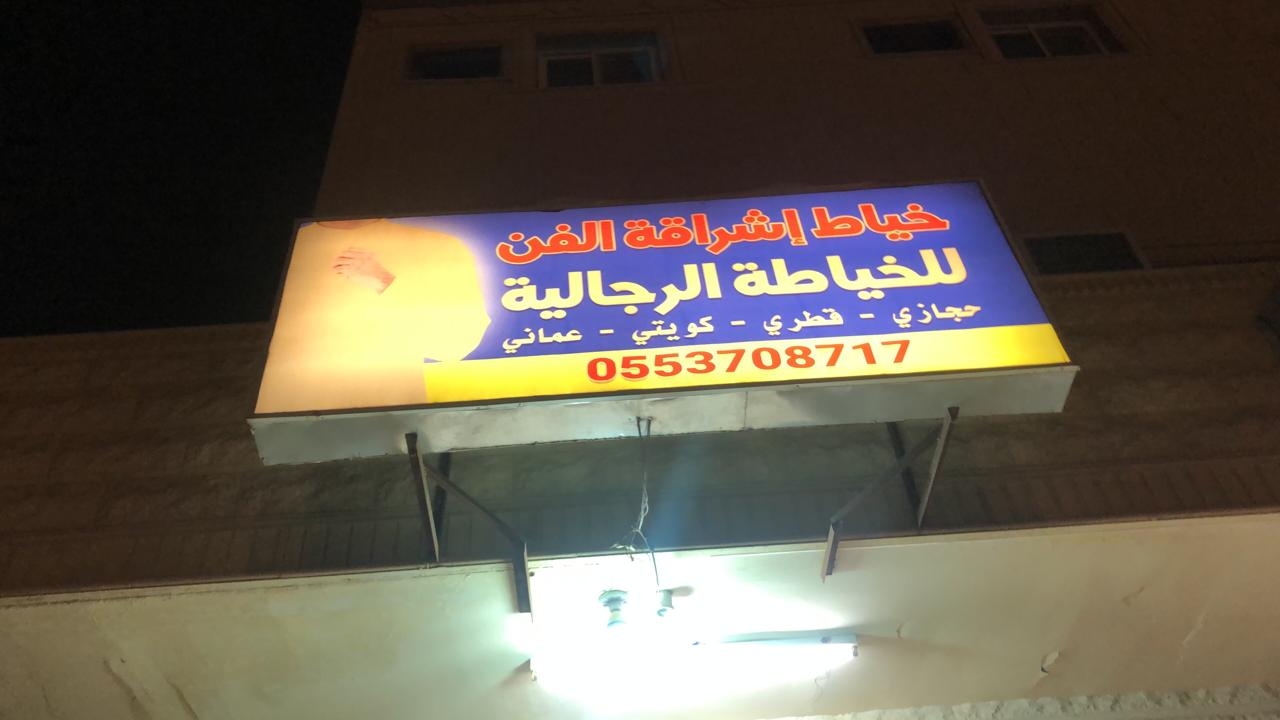 خياط إشراقة الفن
للخياطة الرجالية
حجازي - قطري - كويتي - عماني
0553708717